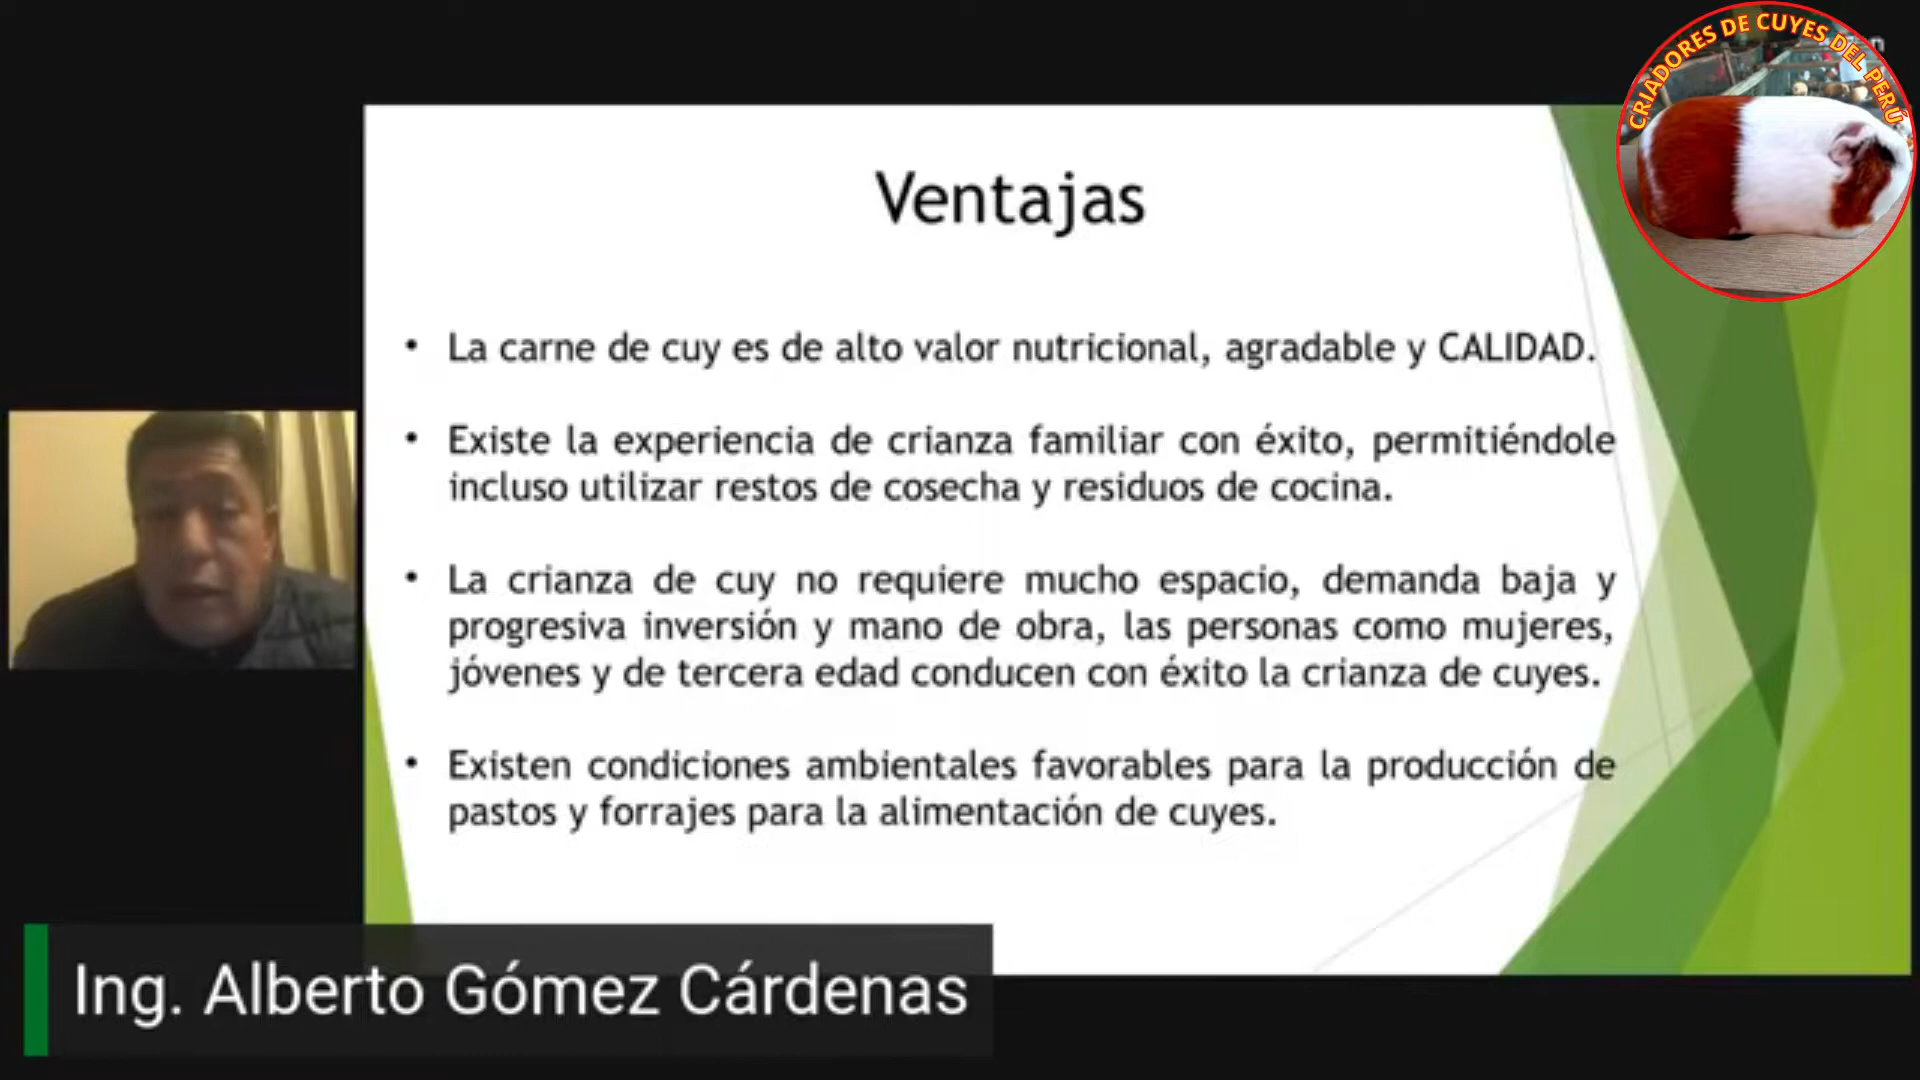 CRIADORES DE CUYES DEL PERÚ
Ventajas
• La carne de cuy es de alto valor nutricional, agradable y CALIDAD.
• Existe la experiencia de crianza familiar con éxito, permitiéndole
incluso utilizar restos de cosecha y residuos de cocina.
• La crianza de cuy no requiere mucho espacio, demanda baja y
progresiva inversión y mano de obra, las personas como mujeres,
jóvenes y de tercera edad conducen con éxito la crianza de cuyes.
• Existen condiciones ambientales favorables para la producción de
pastos y forrajes para la alimentación de cuyes.
Ing. Alberto Gómez Cárdenas